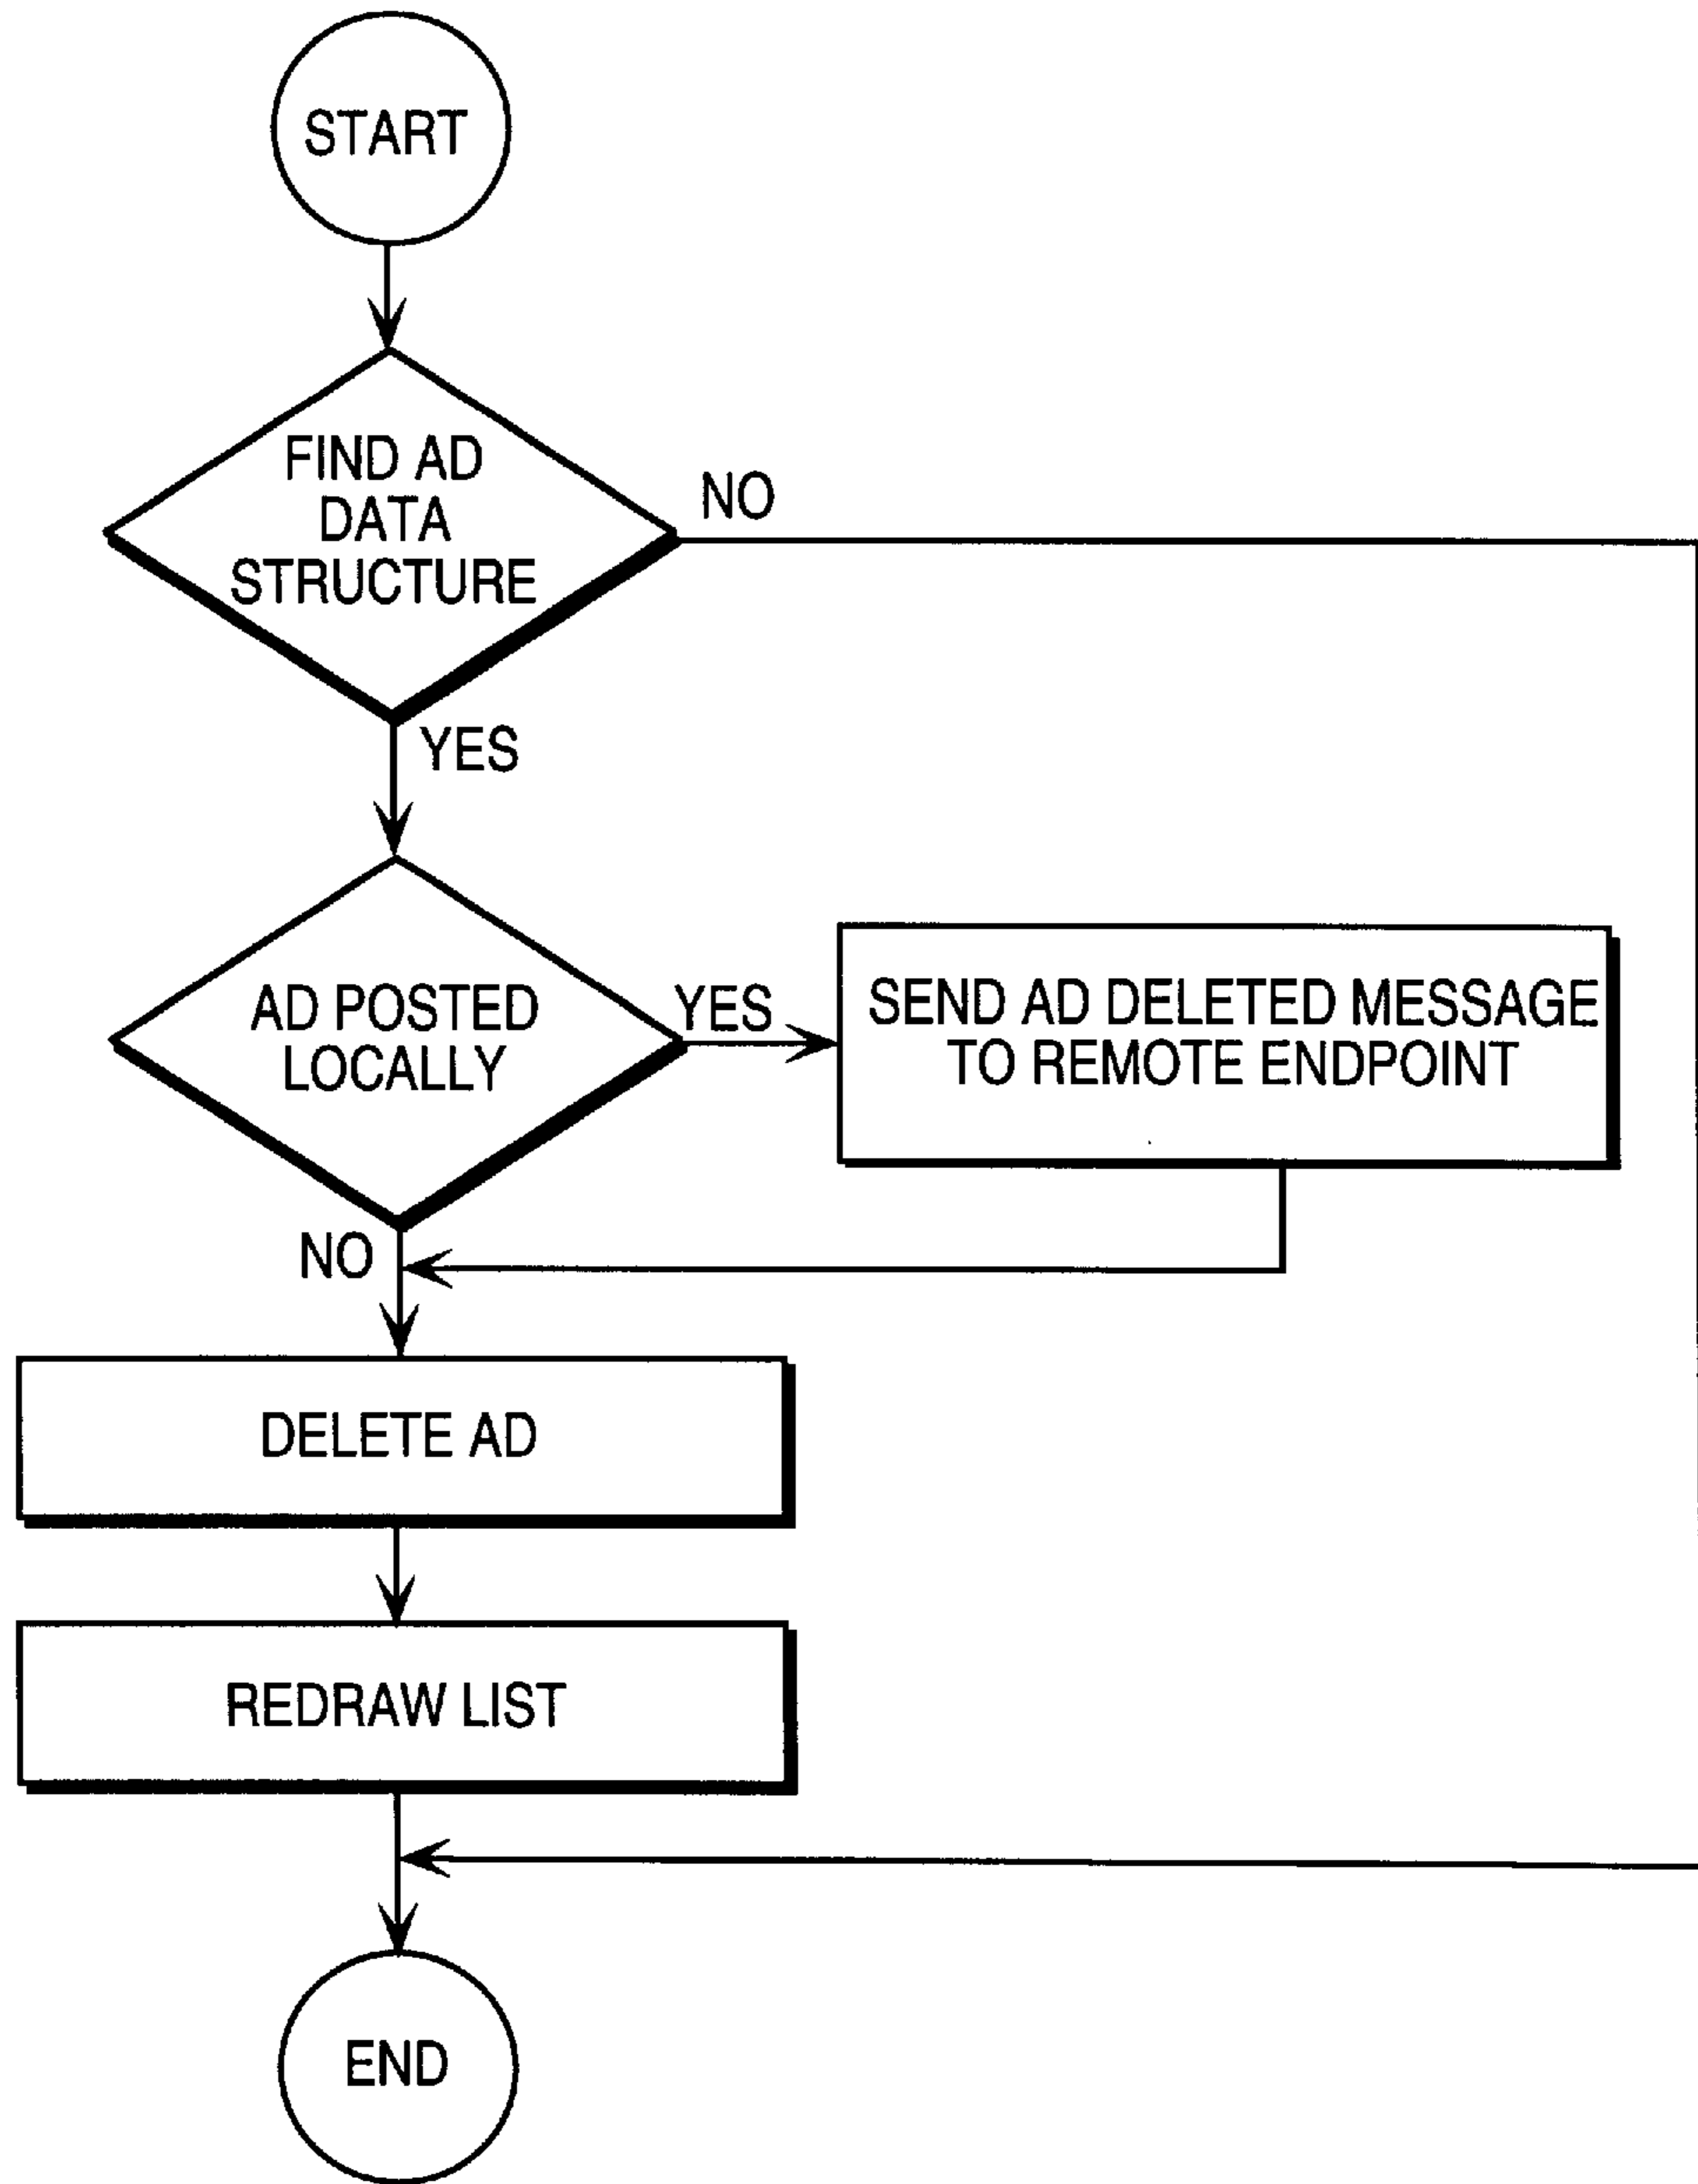 START
FIND AD
DATA
STRUCTURE
NO
YES
AD POSTED
LOCALLY
YES
SEND AD DELETED MESSAGE
TO REMOTE ENDPOINT
NO
DELETE AD
REDRAW LIST
END